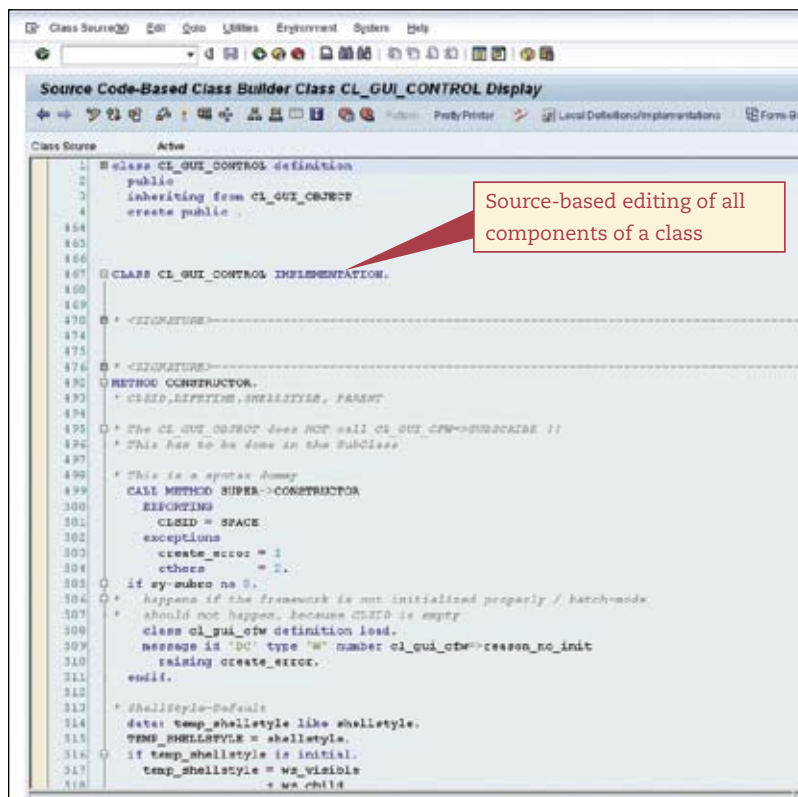 Class Source(M) Edit Goto Utilities Environment System Help
Source Code-Based Class Builder Class CL_GUI_CONTROL Display
Pattern Pretty Printer Local Definitions/Implementations
Class Source Active
1 class CL_GUI_CONTROL definition
2 public
3 inheriting from CL_GUI_OBJECT
4 create public .
Source-based editing of all
components of a class
464
465
466
467 CLASS CL_GUI_CONTROL IMPLEMENTATION.
468
469
470 * <SIGNATURE>
474
475
476 * <SIGNATURE>
492 METHOD CONSTRUCTOR.
493 * CLSID,LIFETIME,SHELLSTYLE, PARENT
494
495 * The CL_GUI_OBJECT does NOT call CL_GUI_CFW=>SUBSCRIBE !!
496 * This has to be done in the SubClass
497
498 * This is a syntax dummy
499 CALL METHOD SUPER->CONSTRUCTOR
500 EXPORTING
501 CLSID = SPACE
502 exceptions
503 create_error = 1
504 others = 2.
505 if sy-subrc ne 0.
506 * happens if the framework is not initialized properly / batch-mode
507 * should not happen, because CLSID is empty
508 class cl_gui_cfw definition load.
509 message id 'DC' type 'W' number cl_gui_cfw=>reason_no_init
510 raising create_error.
511 endif.
512
513 * ShellStyle-Default
514 data: temp_shellstyle like shellstyle.
515 TEMP_SHELLSTYLE = shellstyle.
516 if temp_shellstyle is initial.
517 temp_shellstyle = ws_visible
518 + ws_child